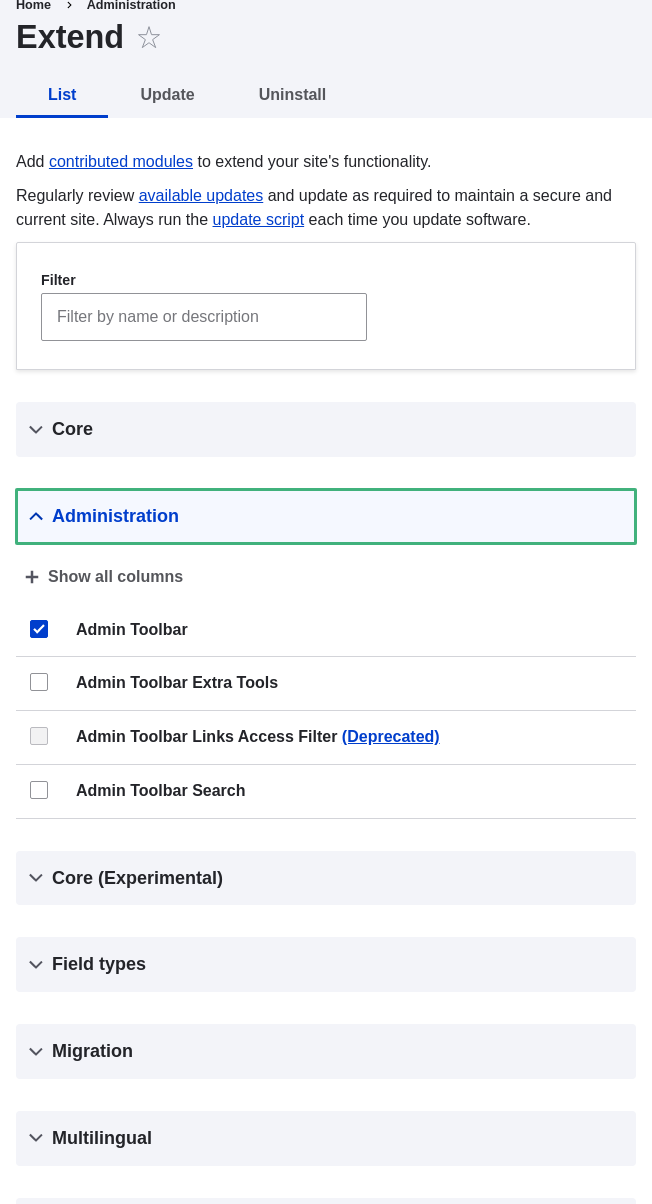 Home > Administration
Extend
List Update Uninstall
Add contributed modules to extend your site's functionality.
Regularly review available updates and update as required to maintain a secure and
current site. Always run the update script each time you update software.
Filter
Filter by name or description
Core
Administration
Show all columns
Admin Toolbar
Admin Toolbar Extra Tools
Admin Toolbar Links Access Filter (Deprecated)
Admin Toolbar Search
Core (Experimental)
Field types
Migration
Multilingual